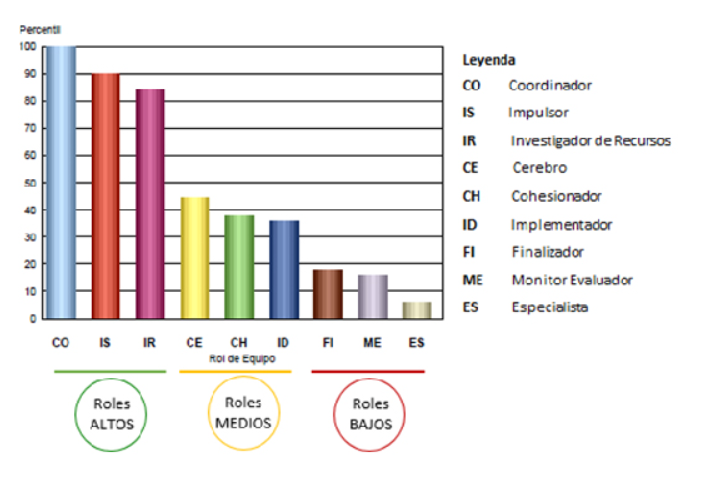 Percentil
100
90
80
70
60
50
40
30
20
10
0
CO IS IR CE CH ID FI ME ES
Rol de Equipo
Roles
ALTOS
Roles
MEDIOS
Roles
BAJOS
Leyenda
CO Coordinador
IS Impulsor
IR Investigador de Recursos
CE Cerebro
CH Cohesionador
ID Implementador
FI Finalizador
ME Monitor Evaluador
ES Especialista